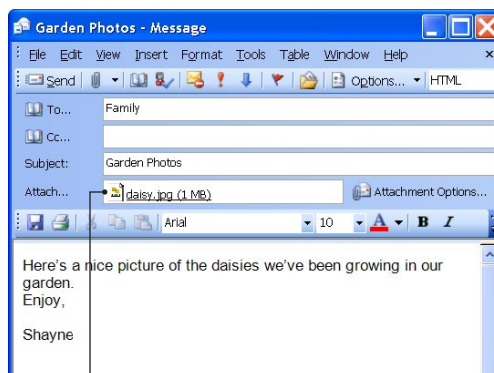 Garden Photos - Message
File Edit View Insert Format Tools Table Window Help
Send Options... HTML
To... Family
Cc...
Subject: Garden Photos
Attach... daisy.jpg (1 MB) Attachment Options...
Arial 10 A B I
Here's a nice picture of the daisies we've been growing in our
garden.
Enjoy,
Shayne